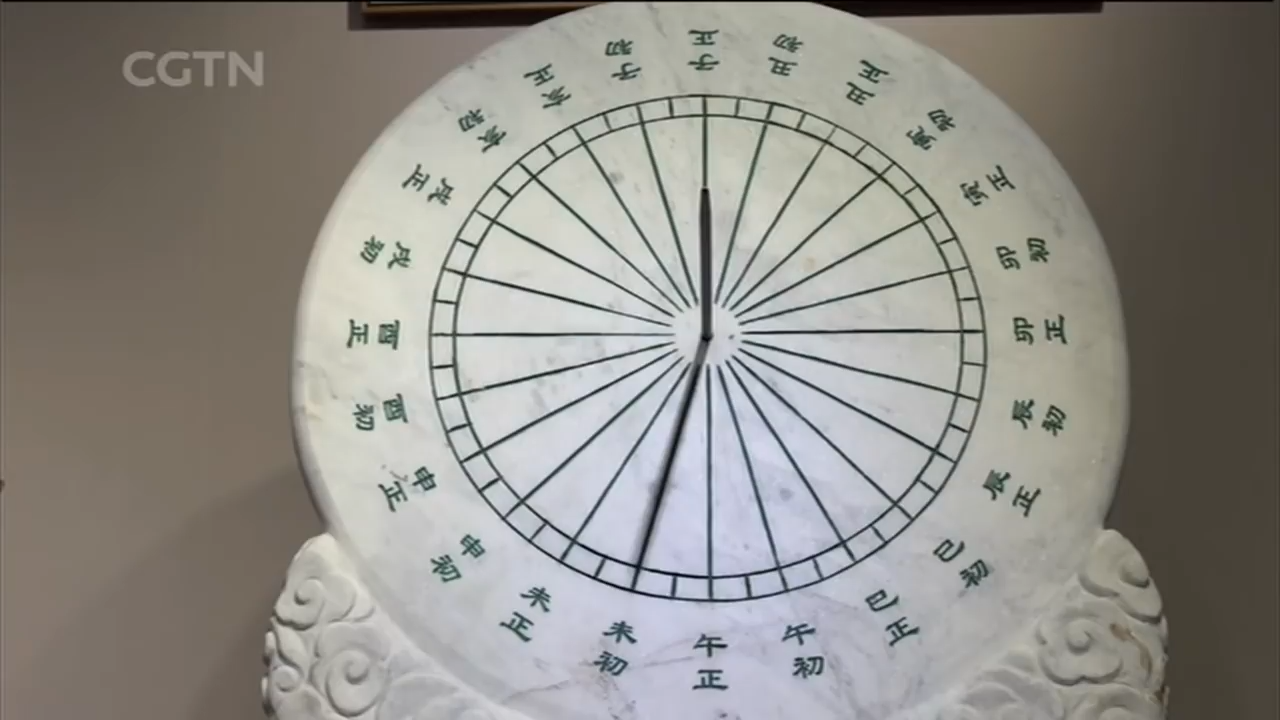 CGTN
子正
丑初
丑正
寅初
寅正
卯初
卯正
辰初
辰正
巳初
巳正
午初
午正
未初
未正
申初
申正
酉初
酉正
戌初
戌正
亥初
亥正
子初